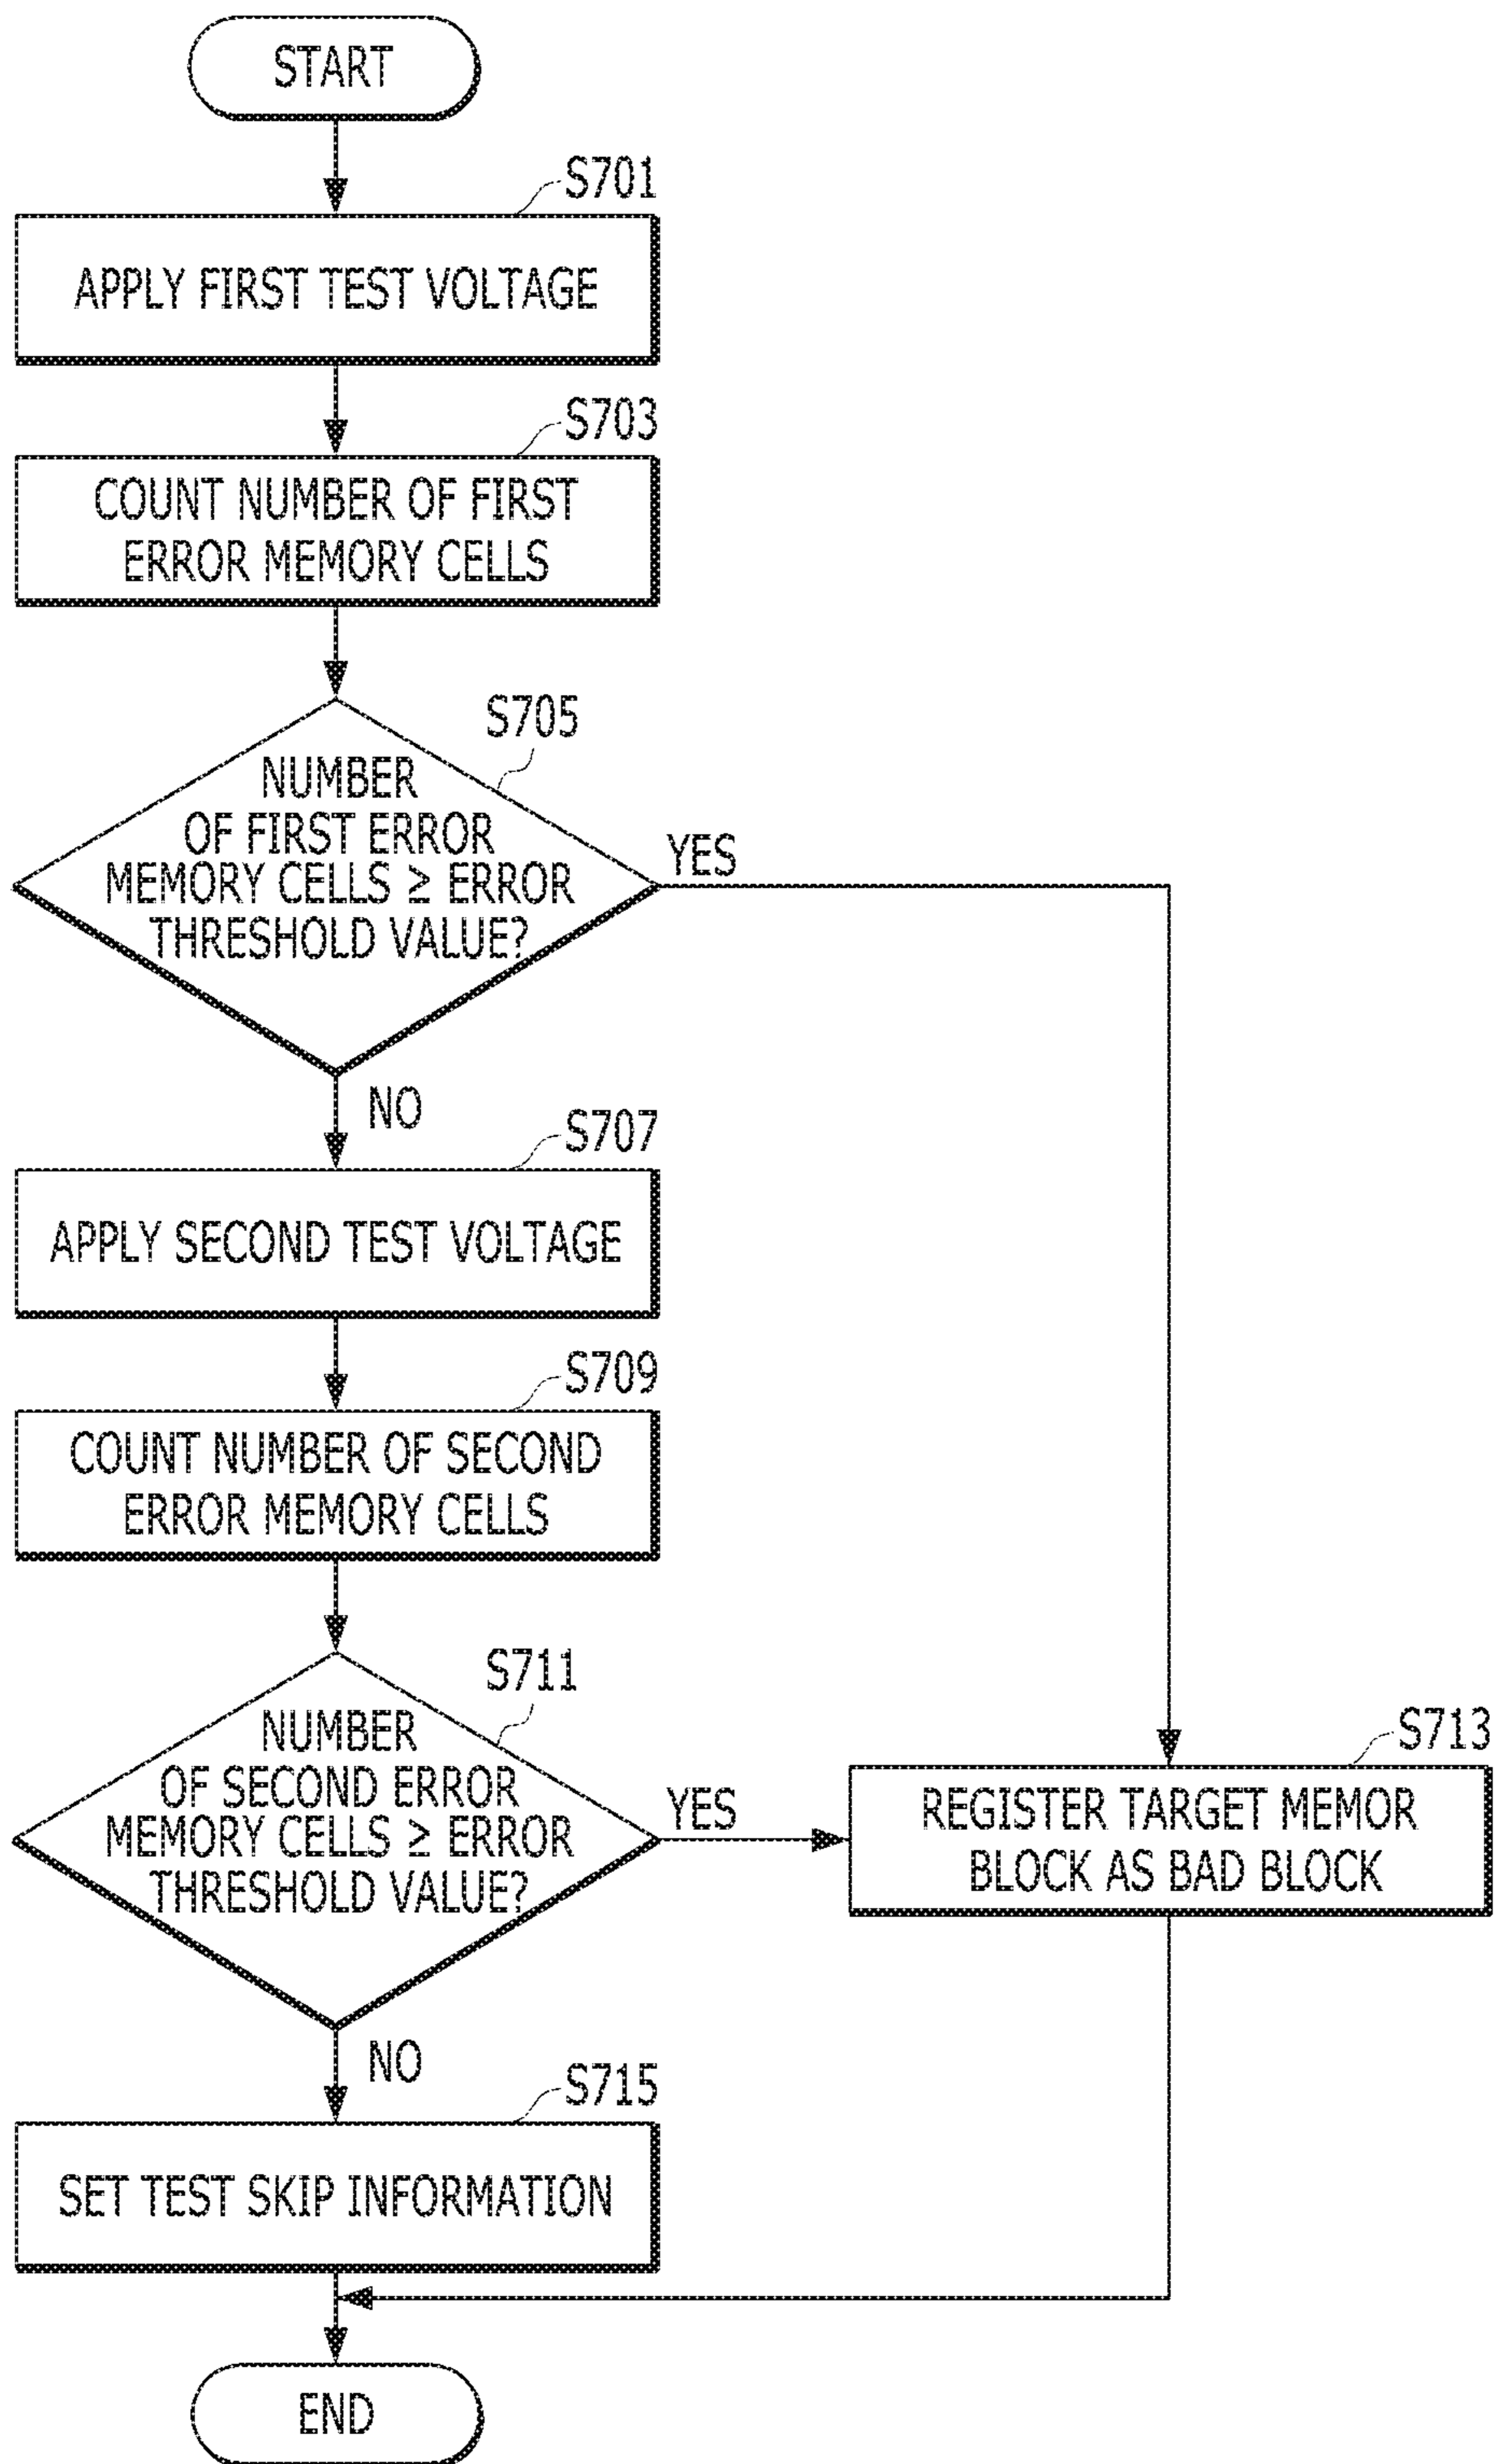 START
S701
APPLY FIRST TEST VOLTAGE
S703
COUNT NUMBER OF FIRST
ERROR MEMORY CELLS
S705
NUMBER
OF FIRST ERROR
MEMORY CELLS ≥ ERROR
THRESHOLD VALUE?
YES
NO
S707
APPLY SECOND TEST VOLTAGE
S709
COUNT NUMBER OF SECOND
ERROR MEMORY CELLS
S711
NUMBER
OF SECOND ERROR
MEMORY CELLS ≥ ERROR
THRESHOLD VALUE?
YES
S713
REGISTER TARGET MEMOR
BLOCK AS BAD BLOCK
NO
S715
SET TEST SKIP INFORMATION
END